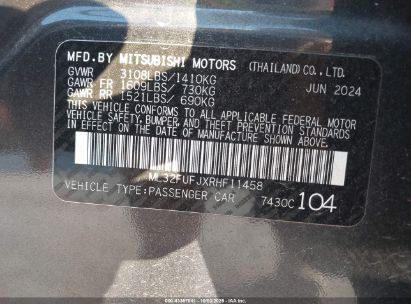 MFD.BY MITSUBISHI MOTORS (THAILAND) CO., LTD.
GVWR 3108LBS/1410KG JUN 2024
GAWR FR 1609LBS/ 730KG
GAWR RR 1521LBS/ 690KG
THIS VEHICLE CONFORMS TO ALL APPLICABLE FEDERAL MOTOR VEHICLE
SAFETY, BUMPER, AND THEFT PREVENTION STANDARDS IN EFFECT
ON THE DATE OF MANUFACTURE SHOWN ABOVE.
ML32FUFJXRHF11458
VEHICLE TYPE:PASSENGER CAR 7430C 104